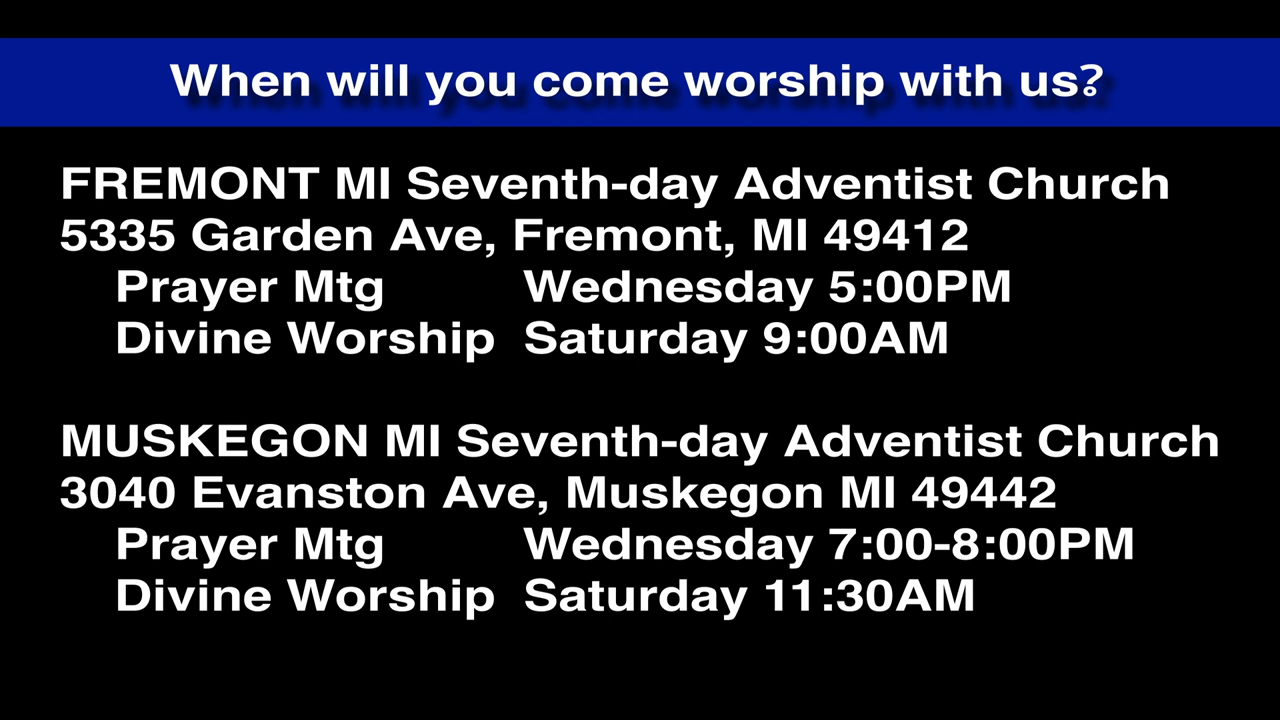 When will you come worship with us?
FREMONT MI Seventh-day Adventist Church
5335 Garden Ave, Fremont, MI 49412
Prayer Mtg Wednesday 5:00PM
Divine Worship Saturday 9:00AM
MUSKEGON MI Seventh-day Adventist Church
3040 Evanston Ave, Muskegon MI 49442
Prayer Mtg Wednesday 7:00-8:00PM
Divine Worship Saturday 11:30AM